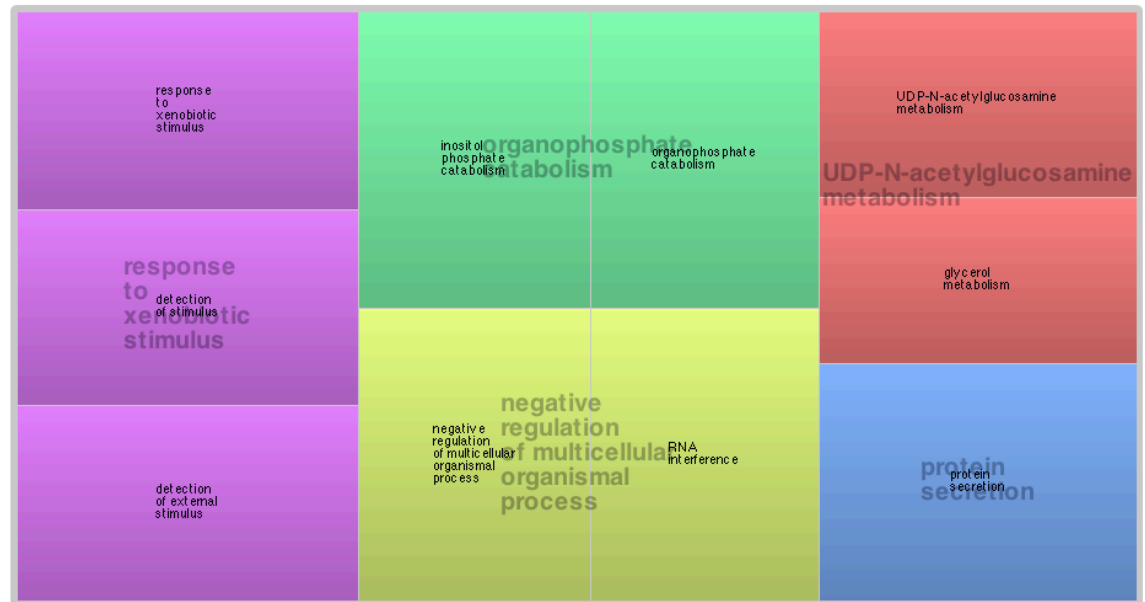 response
to
xenobiotic
stimulus
response
to
xenobiotic
stimulus
detection
of stimulus
detection
of external
stimulus
inositol
phosphate
catabolism
organophosphate
catabolism
organophosphate
catabolism
negative
regulation
of multicellular
organismal
process
negative
regulation
of multicellular
organismal
process
RNA
interference
UDP-N-acetylglucosamine
metabolism
UDP-N-acetylglucosamine
metabolism
glycerol
metabolism
protein
secretion
protein
secretion